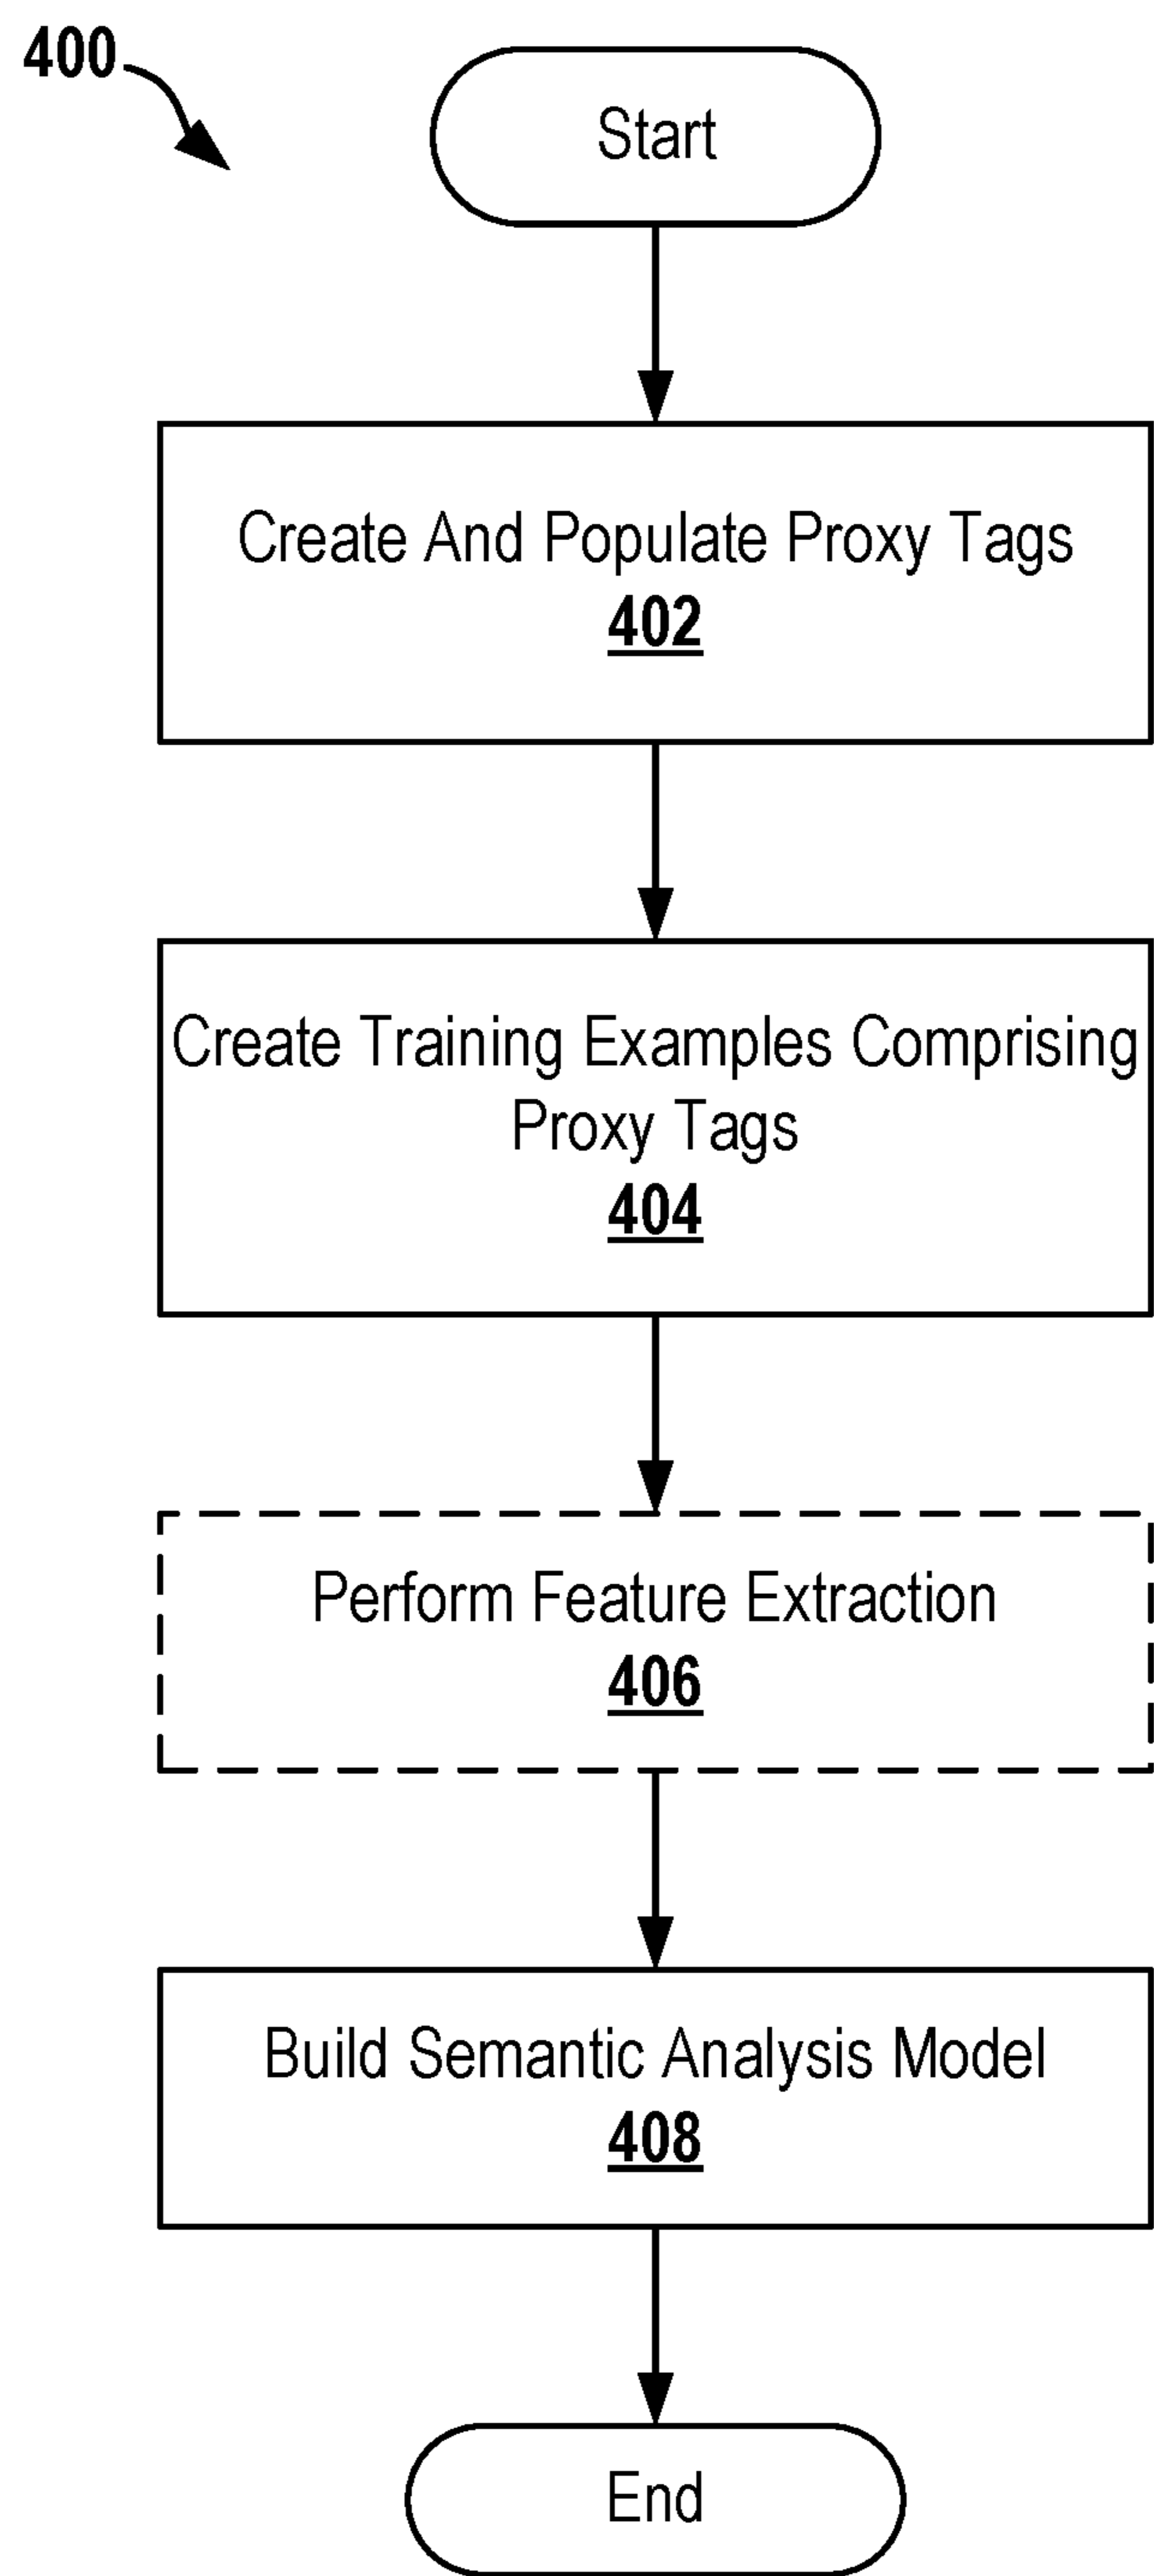 400
Start
Create And Populate Proxy Tags
402
Create Training Examples Comprising
Proxy Tags
404
Perform Feature Extraction
406
Build Semantic Analysis Model
408
End